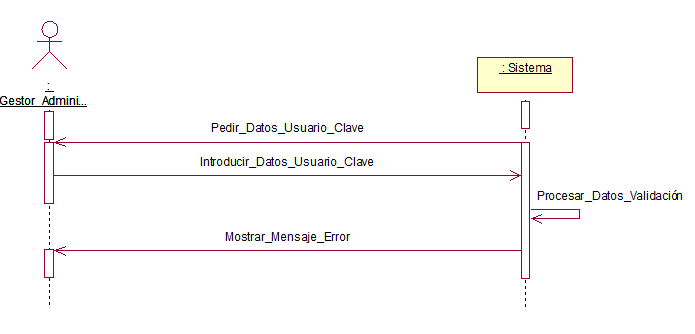 :
Gestor_Admini...
: Sistema
Pedir_Datos_Usuario_Clave
Introducir_Datos_Usuario_Clave
Procesar_Datos_Validación
Mostrar_Mensaje_Error